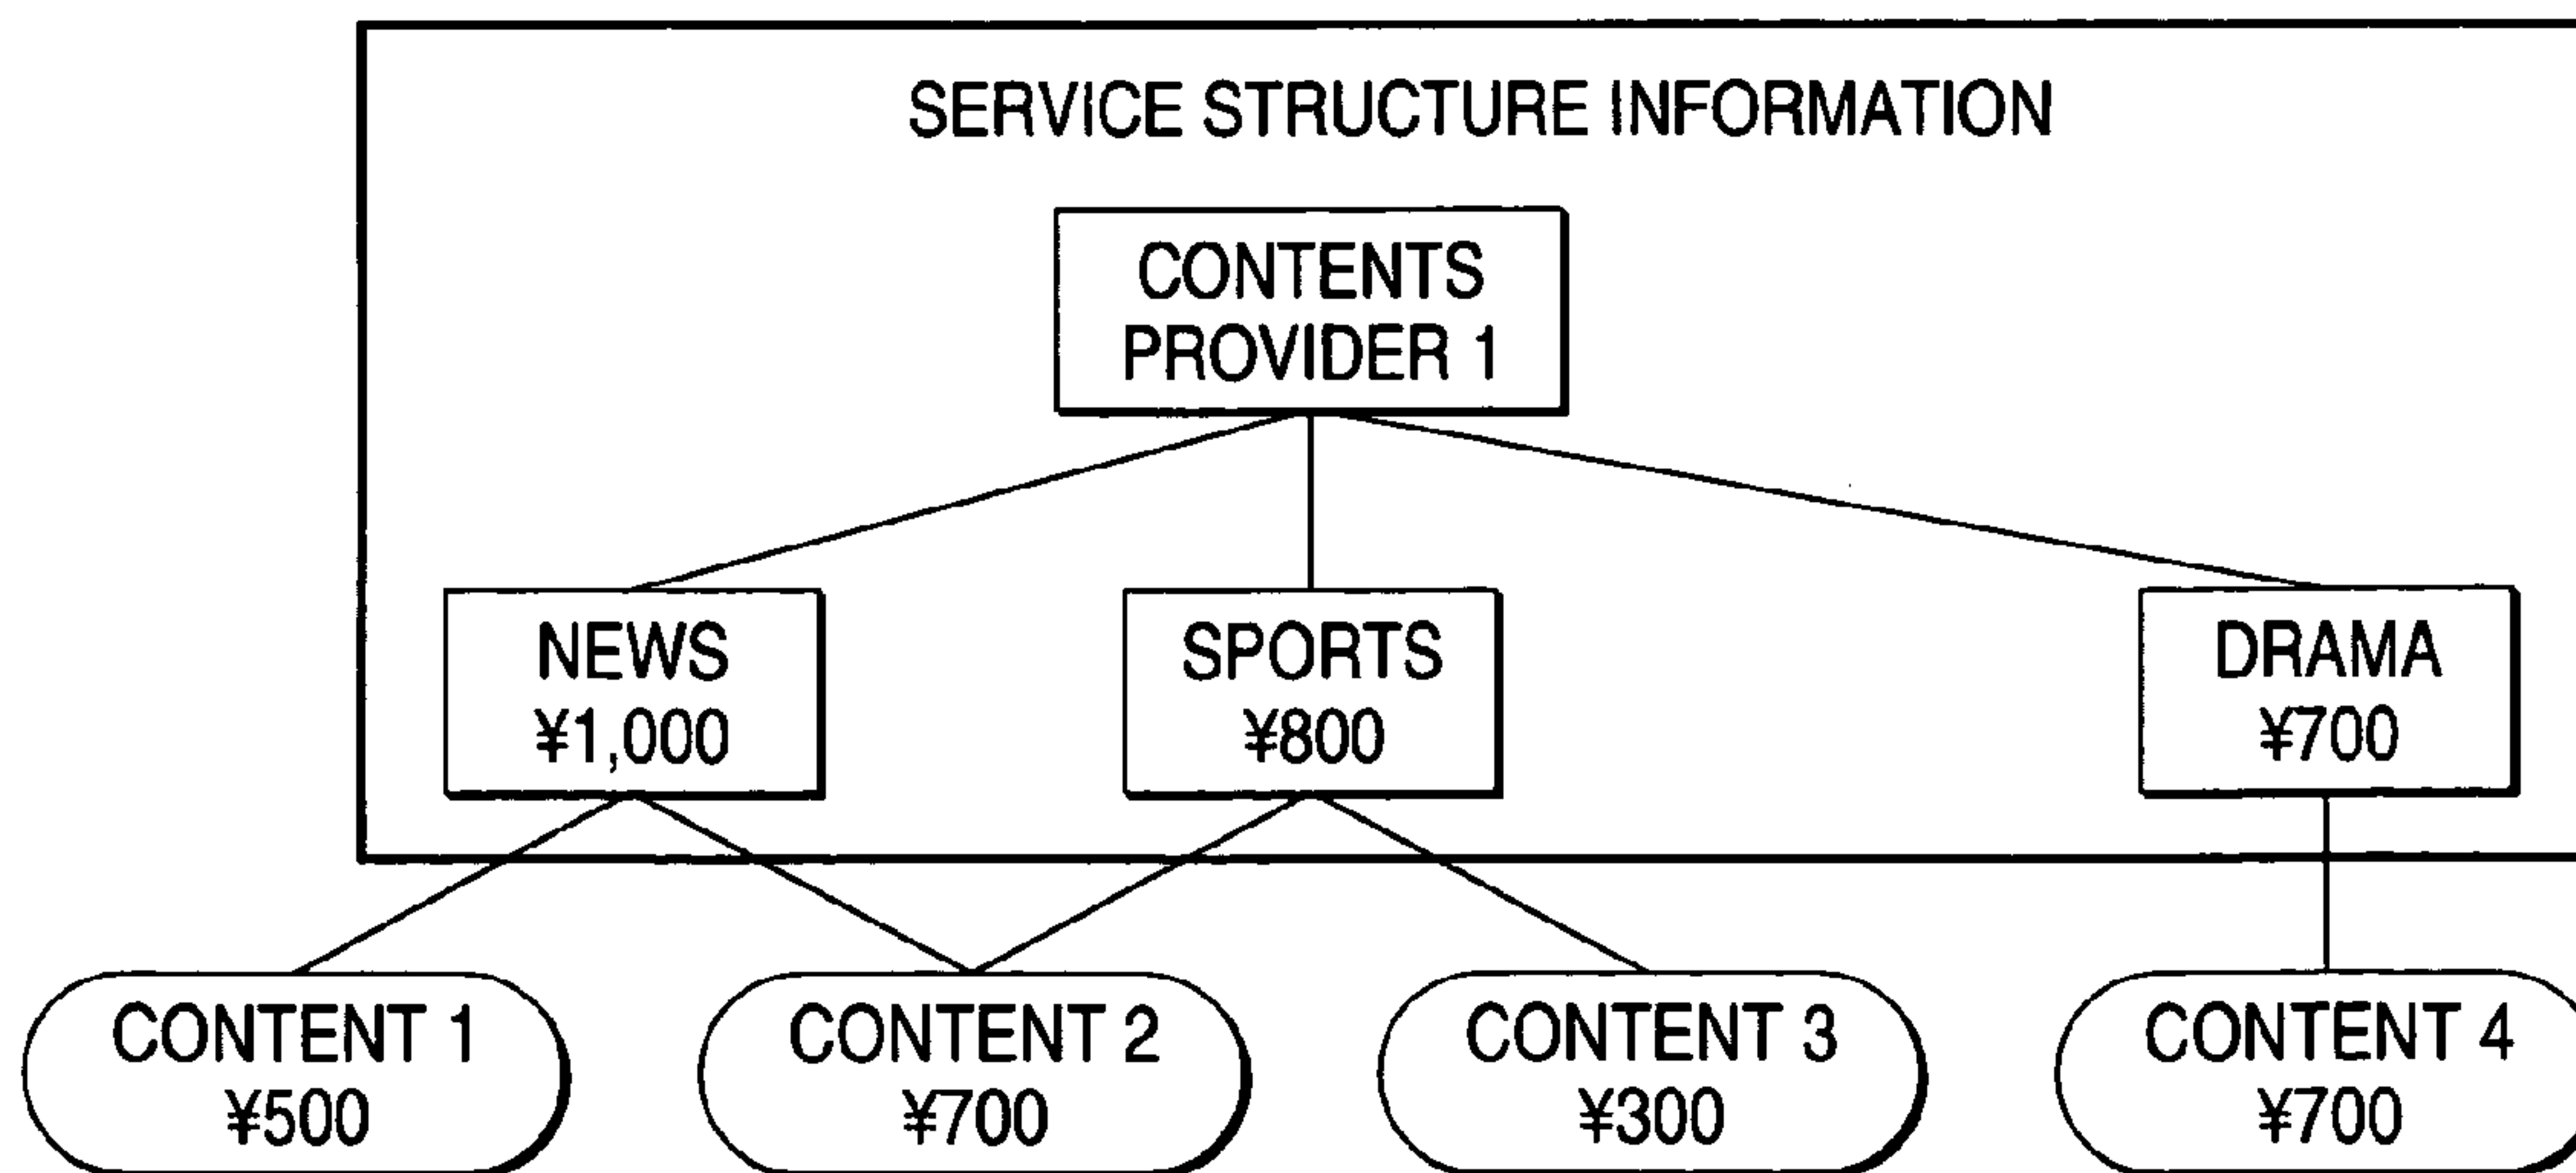 SERVICE STRUCTURE INFORMATION
CONTENTS
PROVIDER 1
NEWS
¥1,000
SPORTS
¥800
DRAMA
¥700
CONTENT 1
¥500
CONTENT 2
¥700
CONTENT 3
¥300
CONTENT 4
¥700